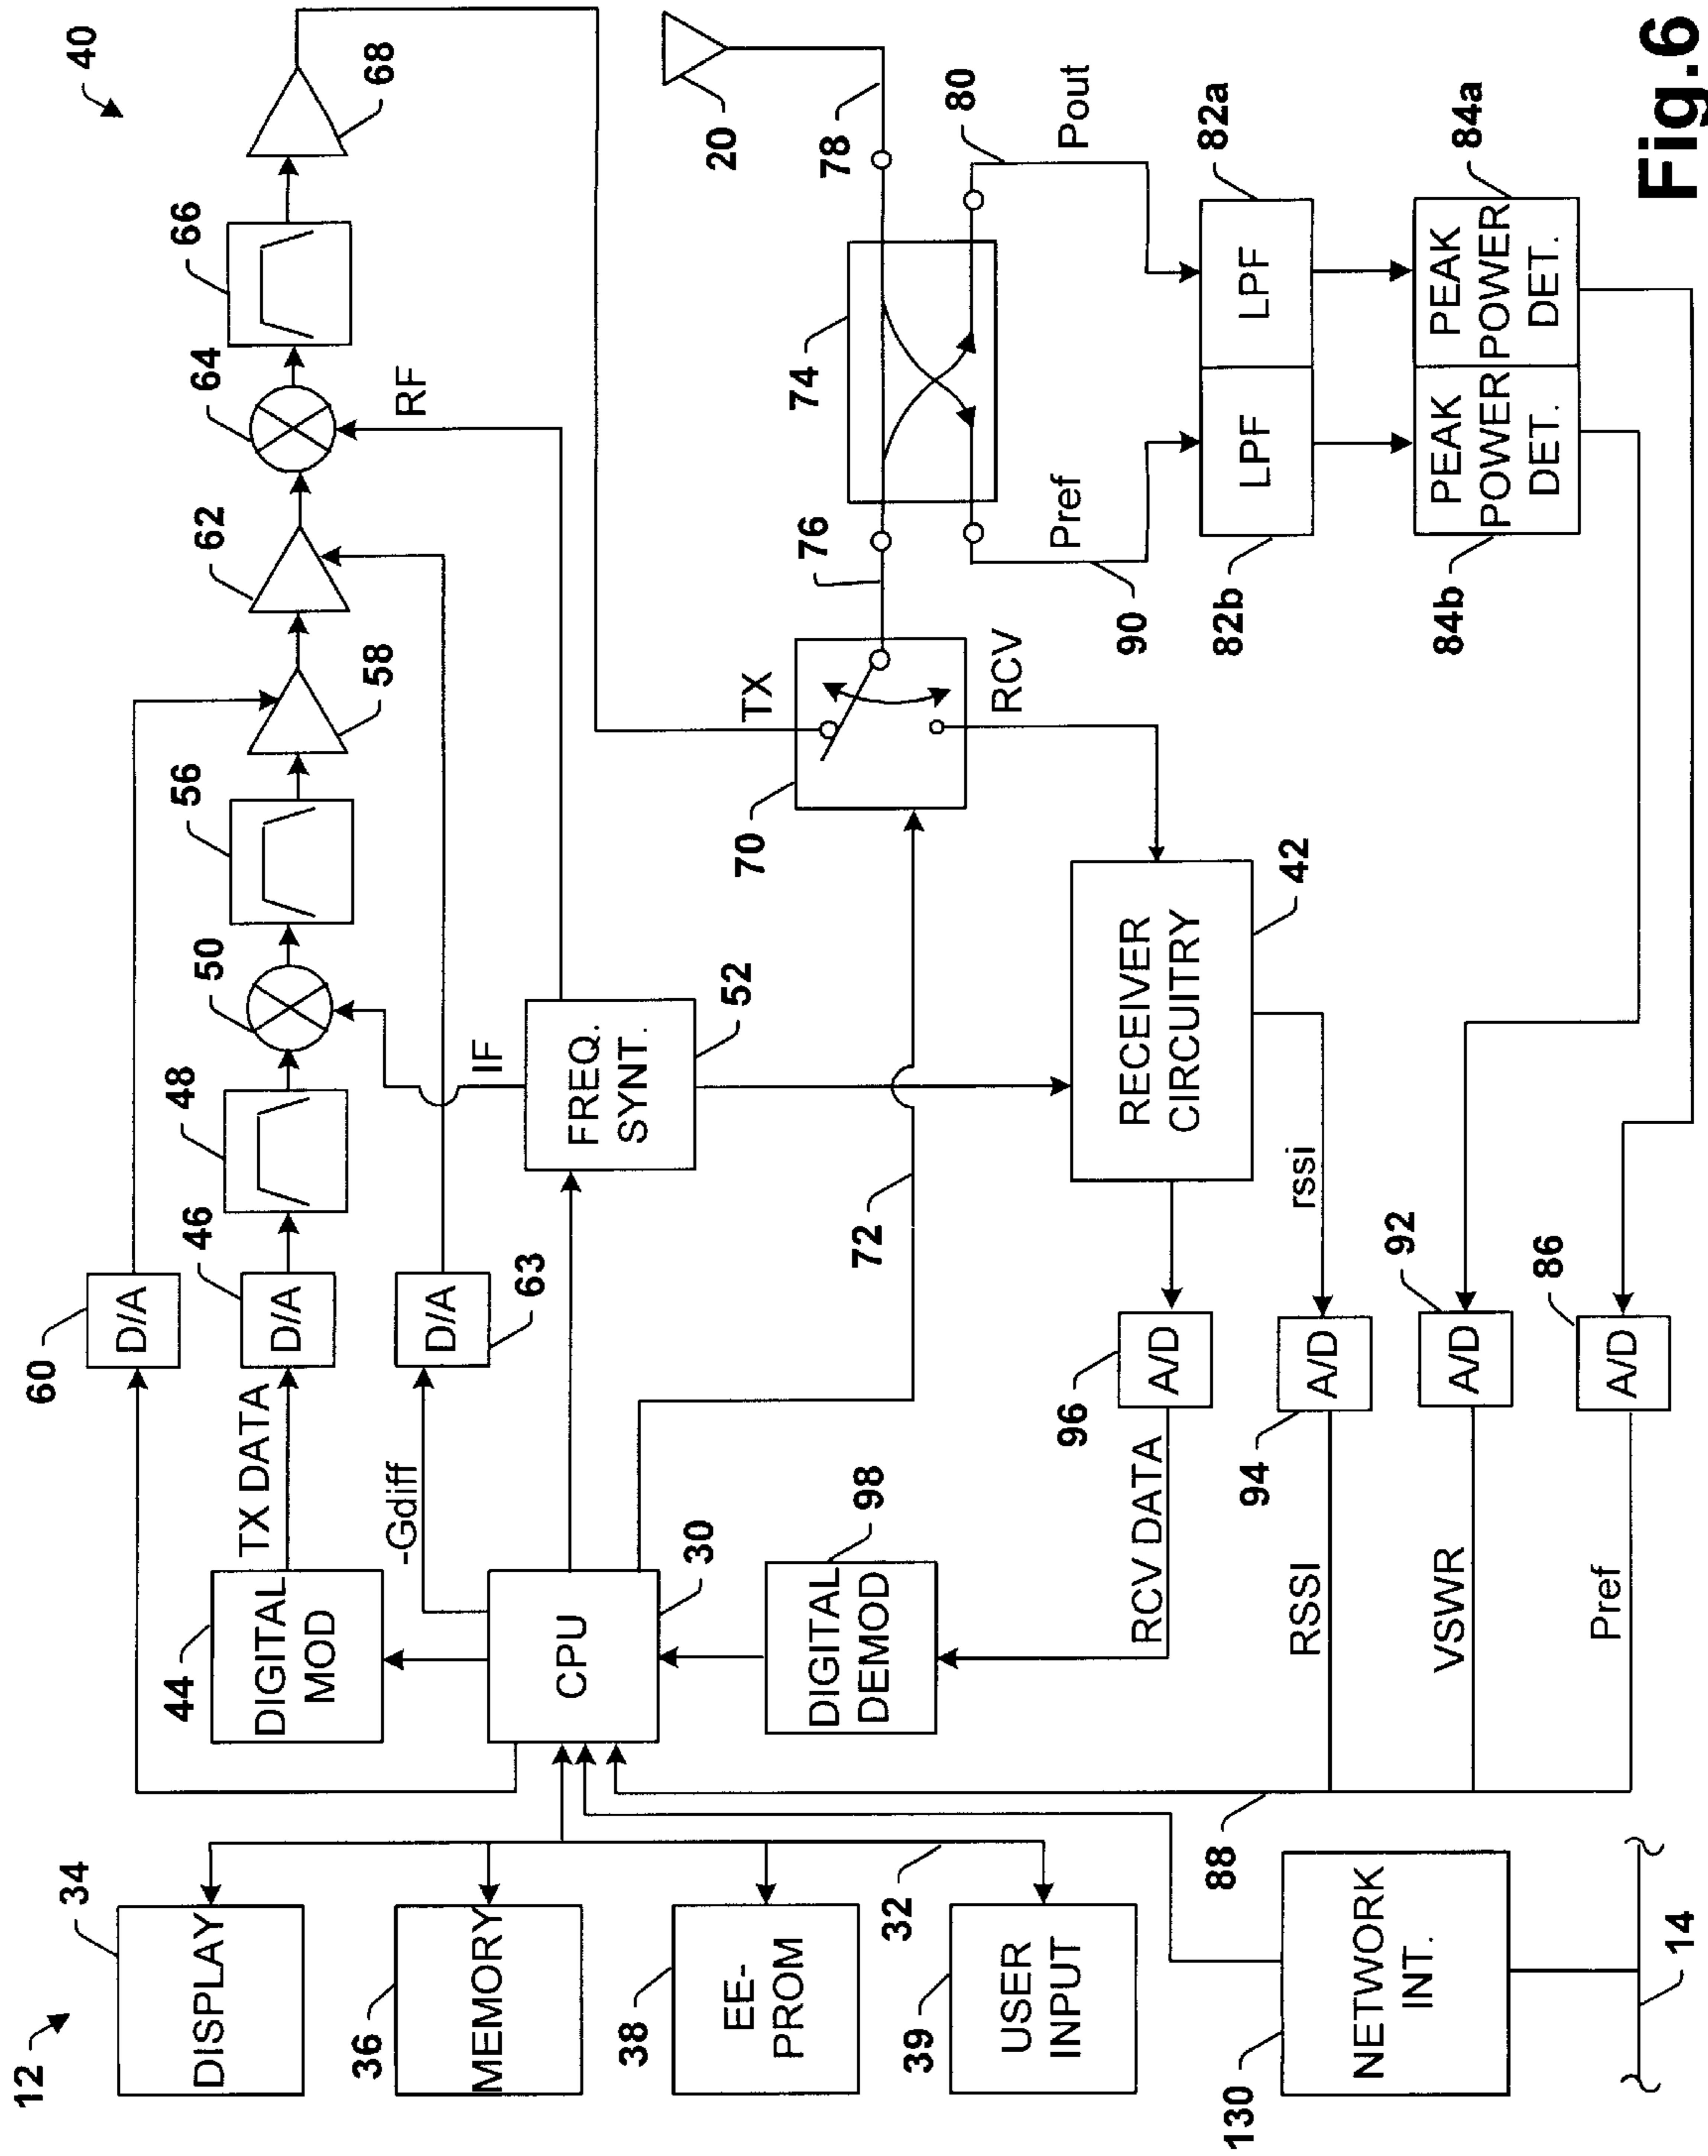 12
40
34
DISPLAY
36
MEMORY
38
EE-
PROM
39
USER
INPUT
32
130
NETWORK
INT.
14
88
60
D/A
44
DIGITAL
MOD
TX DATA
46
D/A
48
50
56
58
62
64
66
68
-Gdiff
D/A
63
IF
RF
CPU
30
FREQ.
SYNT.
52
72
70
TX
RCV
76
74
78
20
80
Pout
Pref
90
82a
82b
LPF
LPF
84a
84b
PEAK
POWER
DET.
PEAK
POWER
DET.
RECEIVER
CIRCUITRY
42
DIGITAL
DEMOD
98
RCV DATA
96
A/D
rssi
RSSI
94
A/D
VSWR
92
A/D
Pref
86
A/D
Fig.6